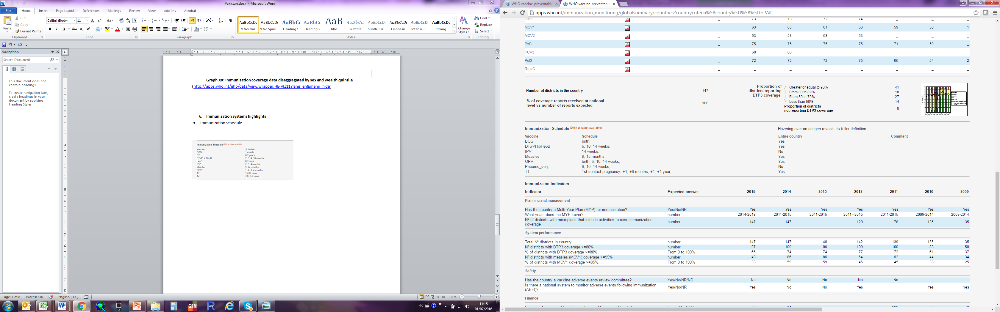 Pakistan.docx - Microsoft Word
File Home Insert Page Layout References Mailings Review View Add-Ins Acrobat
Paste
Cut
Copy
Format Painter
Clipboard
Calibri (Body) 11
Font
Paragraph
AaBbCcDc AaBbCcDc AaBbC AaBbCc AaB AaBbCc. AaBbCcDc AaBbCcDc AaBbCcDc AaBbCcDc
¶ Normal ¶ No Spaci... Heading 1 Heading 2 Title Subtitle Subtle Em... Emphasis Intense E... Strong
Styles
Change Styles
Find
Replace
Select
Editing
Navigation
Search Document
This document does not
contain headings.
To create navigation tabs,
create headings in your
document by applying
Heading Styles.
Graph XX: Immunization coverage data disaggregated by sex and wealth quintile
(http://apps.who.int/gho/data/view.wrapper.HE-VIZ11?lang=en&menu=hide)
6. Immunization systems highlights
• Immunization schedule
Immunization Schedule (2015 or latest available)
Vaccine Schedule
BCG 1 month;
DT 6-7 years;
DTwPHibHepB 2, 3, 4, 18 months;
HepB 0-7 days;
IPV 2, 3, 4 months;
Measles 9, 24 months;
OPV 1, 2, 3, 4 months;
TT 15-39 years;
Td 7-8, 8-9 years;
Page: 7 of 8 Words: 676 English (U.K.) 100%
GSM
FR
11:15
01/07/2016
WHO vaccine-preventable WHO vaccine-preventable
apps.who.int/immunization_monitoring/globalsummary/countries?countrycriteria%5Bcountry%5D%5B%5D=PAK
Hib3 _ 73 73 72 74 _ _ _
MCV1 _ 63 63 61 63 59 50 1
MCV2 _ 53 53 53 53 _ _ _
PAB _ 75 75 75 75 71 50 _
PCV3 _ 68 66 _ _ _ _ _
Pol3 _ 72 72 72 75 65 54 2
RotaC _ _ _ _ _ _ _ _
Number of districts in the country 147
% of coverage reports received at national
level vs number of reports expected 100
Proportion of
districts reporting
DTP3 coverage:
/ Greater or equal to 90% 41
| From 80 to 89% 18
| From 50 to 79% 27
\ Less than 50% 14
Proportion of districts
not reporting DTP3 coverage 0
Immunization Schedule (2015 or latest available) Hovering over an antigen reveals its fuller definition
Vaccine Schedule Entire country Comment
BCG birth; Yes
DTwPHibHepB 6, 10, 14 weeks; Yes
IPV 14 weeks; No
Measles 9, 15 months; Yes
OPV birth; 6, 10, 14 weeks; Yes
Pneumo_conj 6, 10, 14 weeks; No
TT 1st contact pregnancy; +1, +6 months; +1, +1 year; Yes
Immunizaton indicators
Indicator Expected answer 2015 2014 2013 2012 2011 2010 2009
Planning and management
Has the country a Multi-Year Plan (MYP) for immunization? Yes/No/NR Yes Yes Yes Yes Yes Yes Yes
What years does the MYP cover? number 2014-2018 2011-2015 2011-2015 2011 - 2015 2011-2015 2009-2014 2009-2014
Nº of districts with microplans that include activities to raise immunization
coverage number 147 147 120 78 135 135
System performance
Total Nº districts in country number 147 147 146 142 139 135 135
Nº districts with DTP3 coverage >=80% number 97 109 108 109 100 83 50
% of districts with DTP3 coverage >=80% From 0 to 100% 66 74 74 77 72 61 37
Nº districts with measles (MCV1) coverage >=95% number 48 86 86 64 62 44 34
% of districts with MCV1 coverage >=95% From 0 to 100% 33 59 59 45 45 33 25
Safety
Has the country a vaccine adverse events review committee? Yes/No/NR/ND No No No No No
Is there a national system to monitor adverse events following immunization
(AEFI)? Yes/No/NR Yes No No Yes Yes Yes
Finance